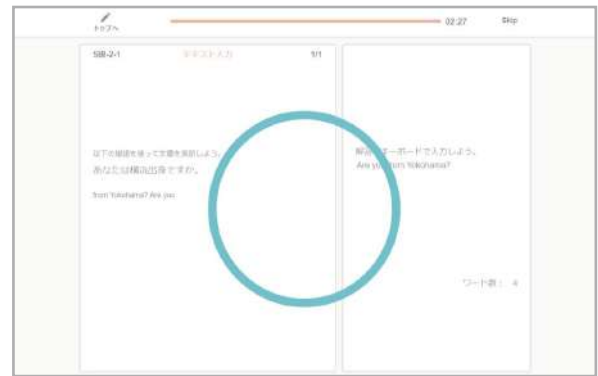 トップへ
02:27
Skip
テキスト入力
1/1
以下の単語を使って文章を英訳しよう。
あなたは横浜出身ですか。
from Yokohama? Are you
解答をキーボードで入力しよう。
Are you from Yokohama?
ワード数： 4